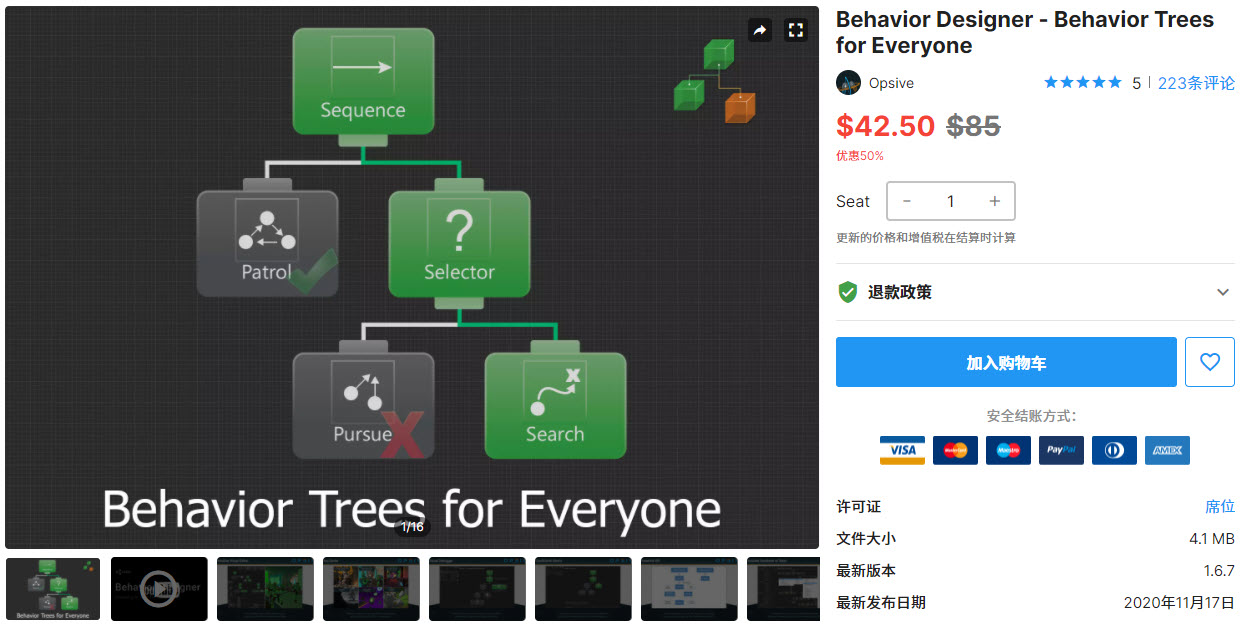 Sequence
Patrol
Selector
Pursue
Search
Behavior Trees for Everyone
1/16
Behavior Trees for Everyone
Behavior Designer - Behavior Trees
for Everyone
Opsive
5
223条评论
$42.50 $85
优惠50%
Seat
- 1 +
更新的价格和增值税在结算时计算
退款政策
加入购物车
安全结账方式:
VISA MasterCard Maestro PayPal AMEX
许可证 席位
文件大小 4.1 MB
最新版本 1.6.7
最新发布日期 2020年11月17日